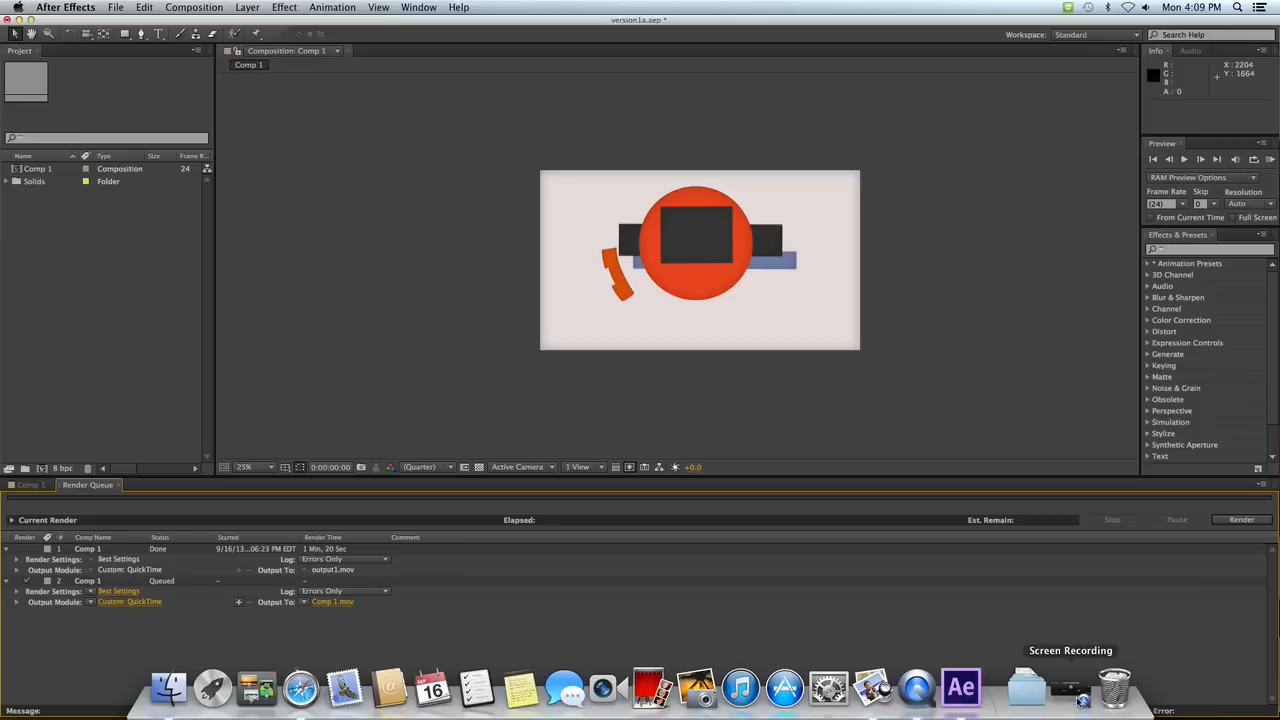 After Effects File Edit Composition Layer Effect Animation View Window Help Mon 4:09 PM
version1a.aep *
Workspace: Standard Search Help
Project Composition: Comp 1 Info Audio
Comp 1
R: X: 2204
G: Y: 1664
B:
A: 0
Preview
Name Type Size Frame R...
Comp 1 Composition 24
Solids Folder
RAM Preview Options
Frame Rate Skip Resolution
(24) 0 Auto
From Current Time Full Screen
Effects & Presets
* Animation Presets
3D Channel
Audio
Blur & Sharpen
Channel
Color Correction
Distort
Expression Controls
Generate
Keying
Matte
Noise & Grain
Obsolete
Perspective
Simulation
Stylize
Synthetic Aperture
Text
8 bpc 25% 0:00:00:00 (Quarter) Active Camera 1 View +0.0
Comp 1 Render Queue
Current Render Elapsed: Est. Remain: Stop Pause Render
Render # Comp Name Status Started Render Time Comment
1 Comp 1 Done 9/16/13...06:23 PM EDT 1 Min, 20 Sec
Render Settings: Best Settings Log: Errors Only
Output Module: Custom: QuickTime Output To: output1.mov
2 Comp 1 Queued - -
Render Settings: Best Settings Log: Errors Only
Output Module: Custom: QuickTime Output To: Comp 1.mov
Screen Recording
SEP
16
Ae
Message: Error: